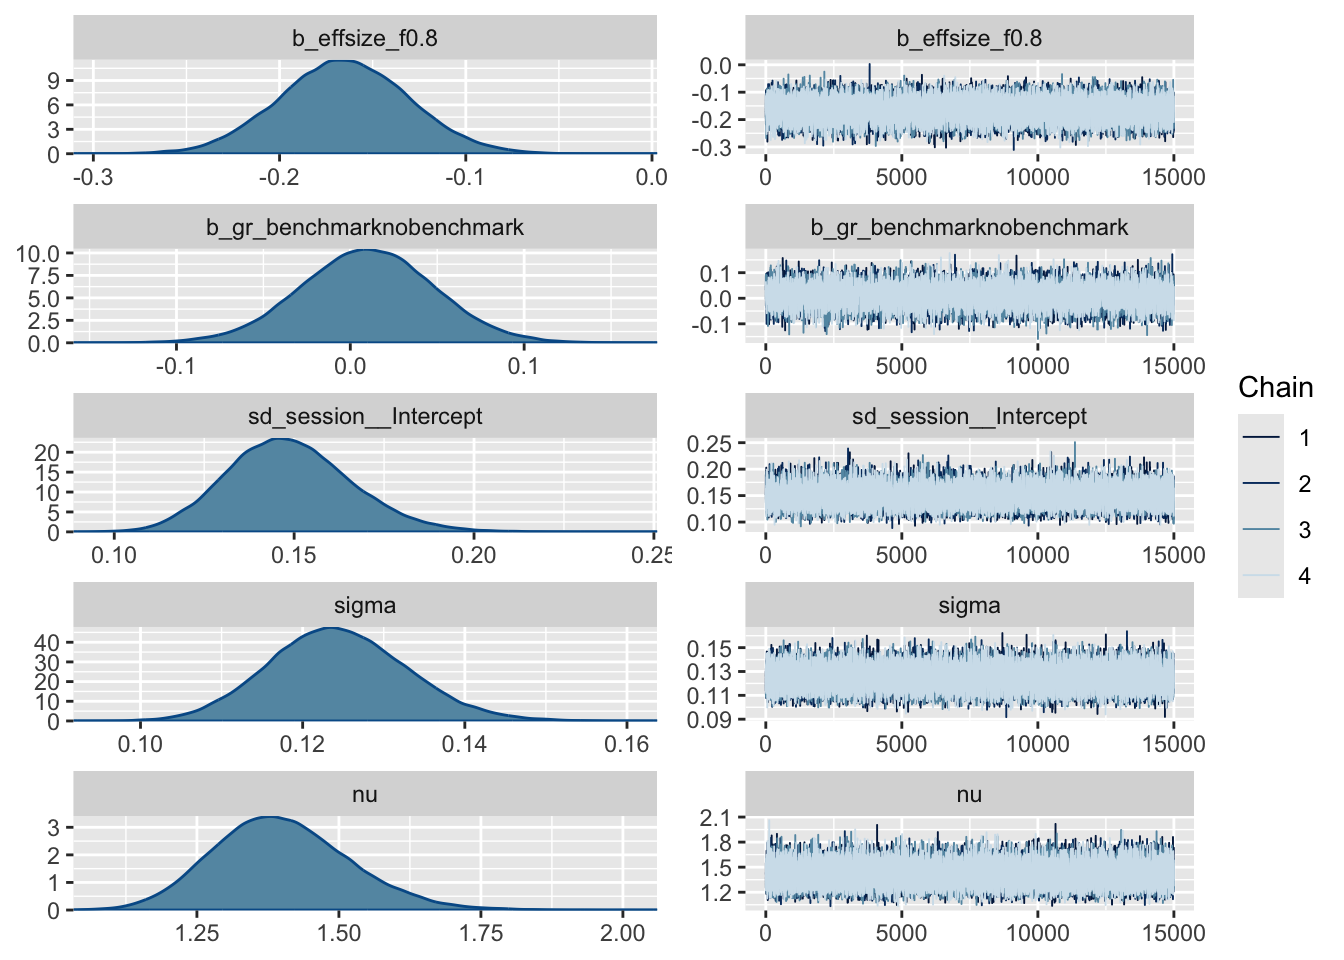 b_effsize_f0.8
9
6
3
0
-0.3 -0.2 -0.1 0.0
b_effsize_f0.8
0.0
-0.1
-0.2
-0.3
0 5000 10000 15000
b_gr_benchmarknobenchmark
10.0
7.5
5.0
2.5
0.0
-0.1 0.0 0.1
b_gr_benchmarknobenchmark
0.1
0.0
-0.1
0 5000 10000 15000
sd_session__Intercept
20
15
10
5
0
0.10 0.15 0.20 0.25
sd_session__Intercept
0.25
0.20
0.15
0.10
0 5000 10000 15000
sigma
40
30
20
10
0
0.10 0.12 0.14 0.16
sigma
0.15
0.13
0.11
0.09
0 5000 10000 15000
nu
3
2
1
0
1.25 1.50 1.75 2.00
nu
2.1
1.8
1.5
1.2
0 5000 10000 15000
Chain
1
2
3
4